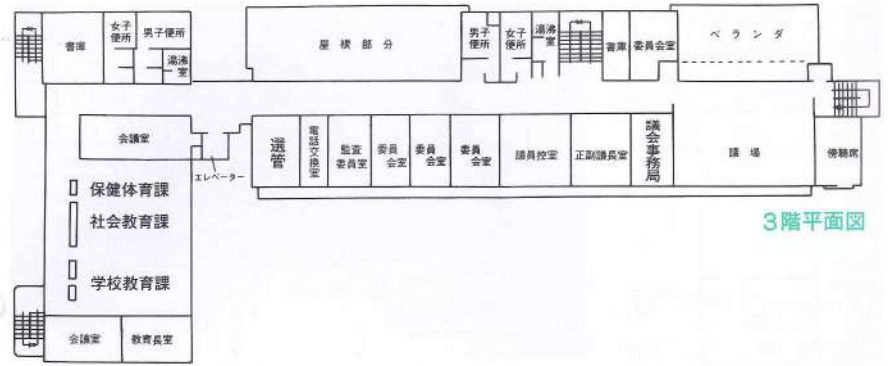 書庫
女子
便所
男子便所
湯沸
室
屋根部分
男子
便所
女子
便所
湯沸
室
書庫
委員会室
ベランダ
会議室
エレベーター
選管
電話交換室
監査
委員室
委員
会室
委員
会室
委員
会室
議員控室
正副議長室
議会事務局
議場
傍聴席
保健体育課
社会教育課
学校教育課
会議室
教育長室
3階平面図